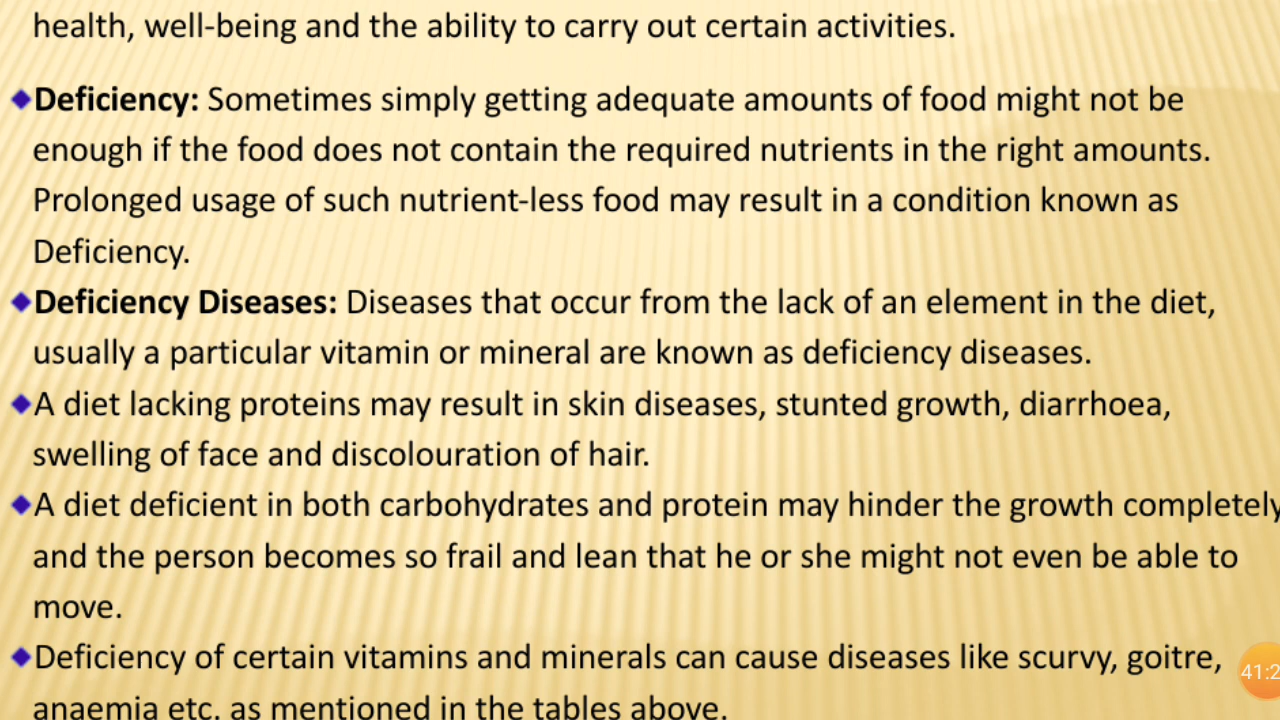 health, well-being and the ability to carry out certain activities.
Deficiency: Sometimes simply getting adequate amounts of food might not be
enough if the food does not contain the required nutrients in the right amounts.
Prolonged usage of such nutrient-less food may result in a condition known as
Deficiency.
Deficiency Diseases: Diseases that occur from the lack of an element in the diet,
usually a particular vitamin or mineral are known as deficiency diseases.
A diet lacking proteins may result in skin diseases, stunted growth, diarrhoea,
swelling of face and discolouration of hair.
A diet deficient in both carbohydrates and protein may hinder the growth completely
and the person becomes so frail and lean that he or she might not even be able to
move.
Deficiency of certain vitamins and minerals can cause diseases like scurvy, goitre,
anaemia etc. as mentioned in the tables above.